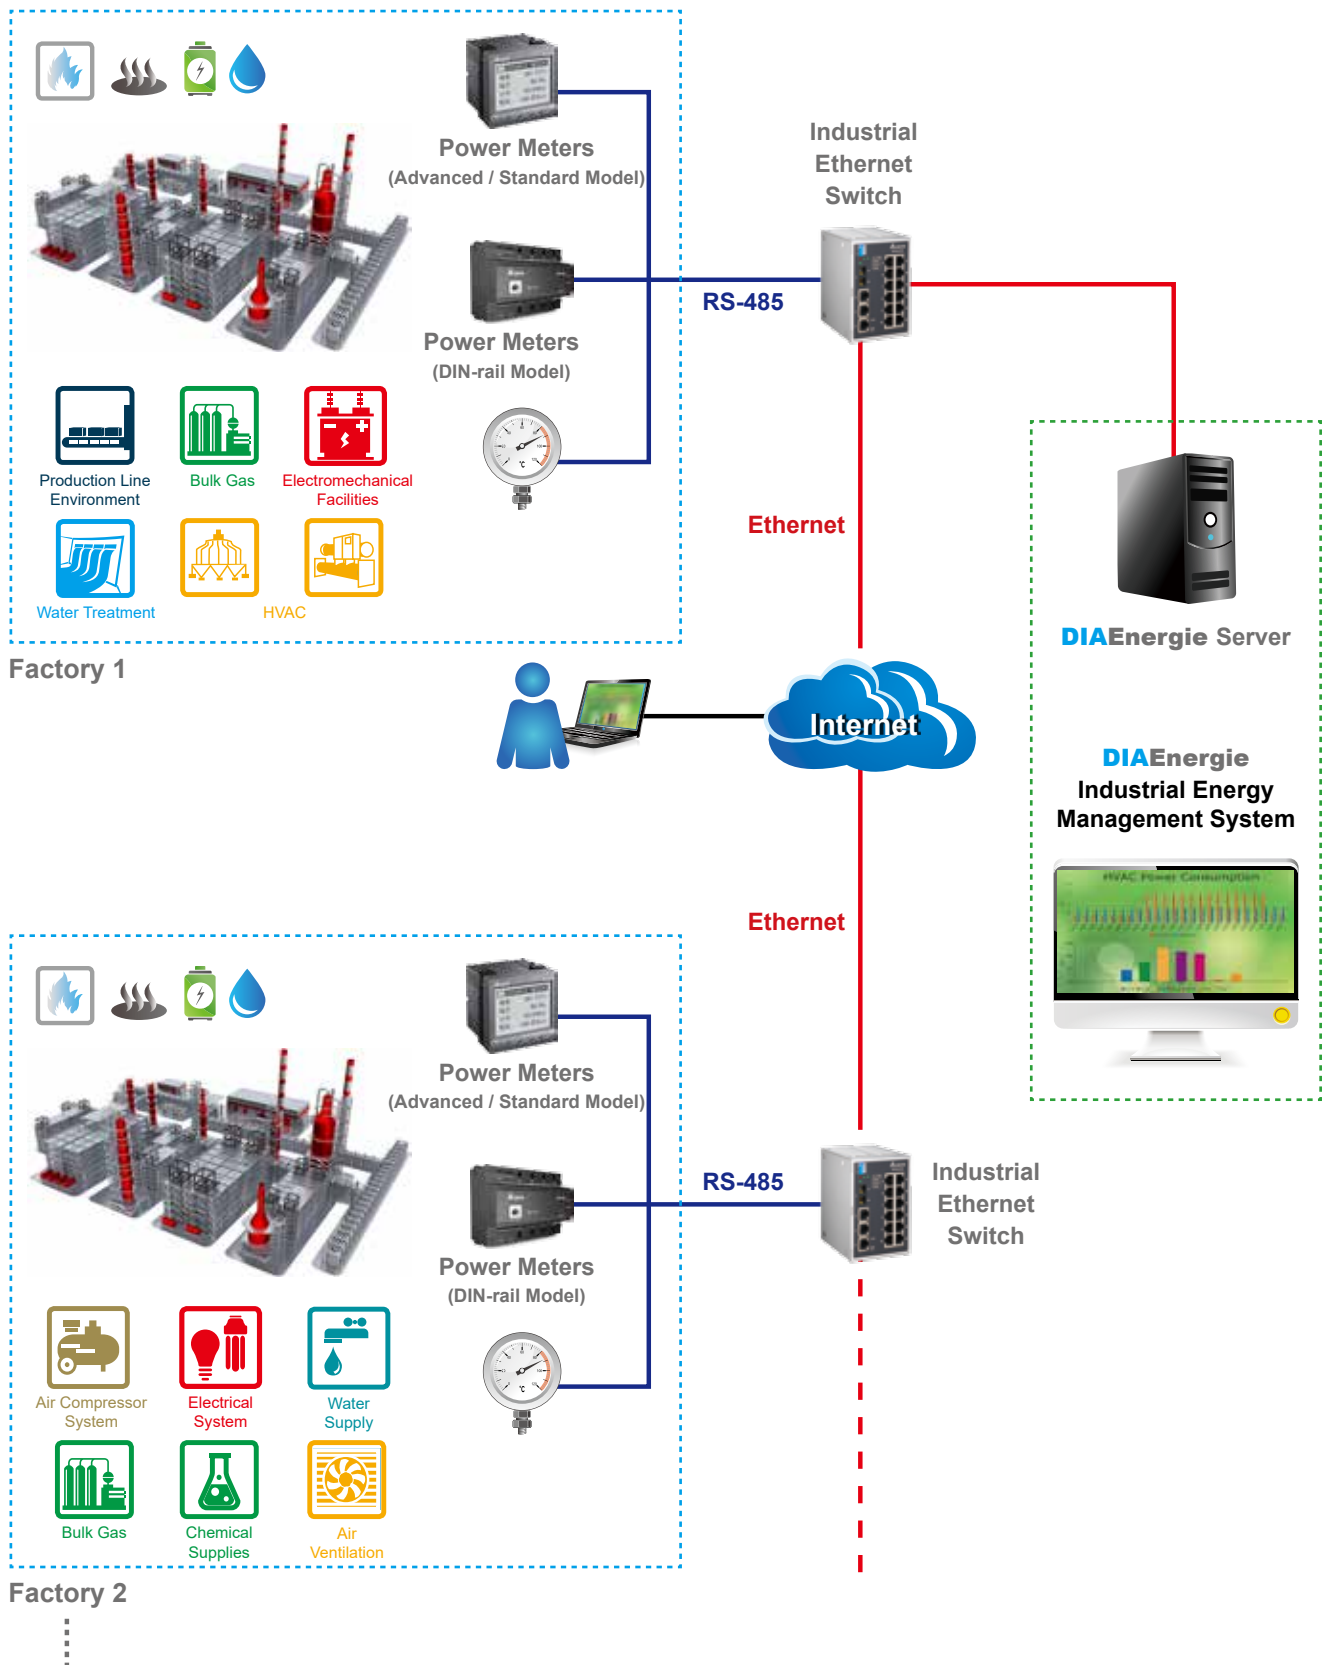 Power Meters
(Advanced / Standard Model)
Industrial
Ethernet
Switch
RS-485
Power Meters
(DIN-rail Model)
°C
Production Line
Environment
Bulk Gas
Electromechanical
Facilities
Water Treatment
HVAC
Factory 1
Ethernet
DIAEnergie Server
Internet
DIAEnergie
Industrial Energy
Management System
HVAC Power Consumption
Ethernet
Power Meters
(Advanced / Standard Model)
RS-485
Industrial
Ethernet
Switch
Power Meters
(DIN-rail Model)
°C
Air Compressor
System
Electrical
System
Water
Supply
Bulk Gas
Chemical
Supplies
Air
Ventilation
Factory 2